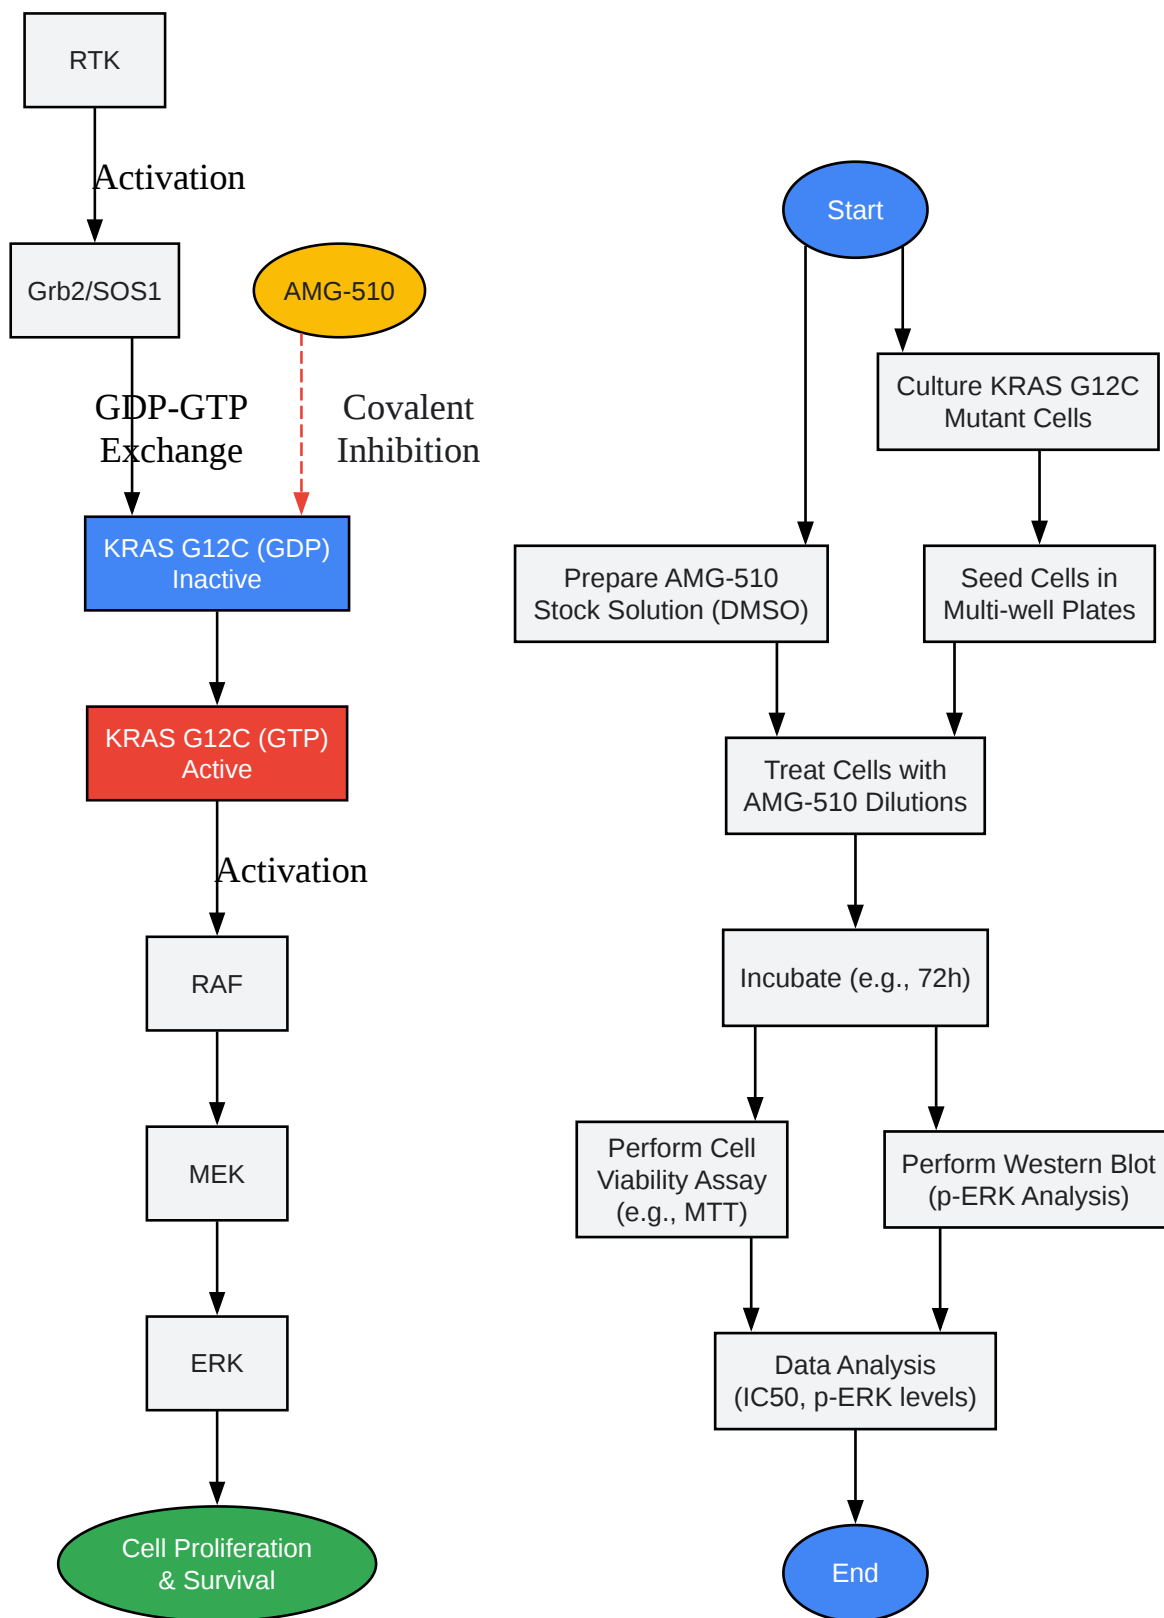 RTK
Activation
Grb2/SOS1
AMG-510
GDP-GTP
Exchange
Covalent
Inhibition
KRAS G12C (GDP)
Inactive
KRAS G12C (GTP)
Active
Activation
RAF
MEK
ERK
Cell Proliferation
& Survival
Start
Culture KRAS G12C
Mutant Cells
Prepare AMG-510
Stock Solution (DMSO)
Seed Cells in
Multi-well Plates
Treat Cells with
AMG-510 Dilutions
Incubate (e.g., 72h)
Perform Cell
Viability Assay
(e.g., MTT)
Perform Western Blot
(p-ERK Analysis)
Data Analysis
(IC50, p-ERK levels)
End